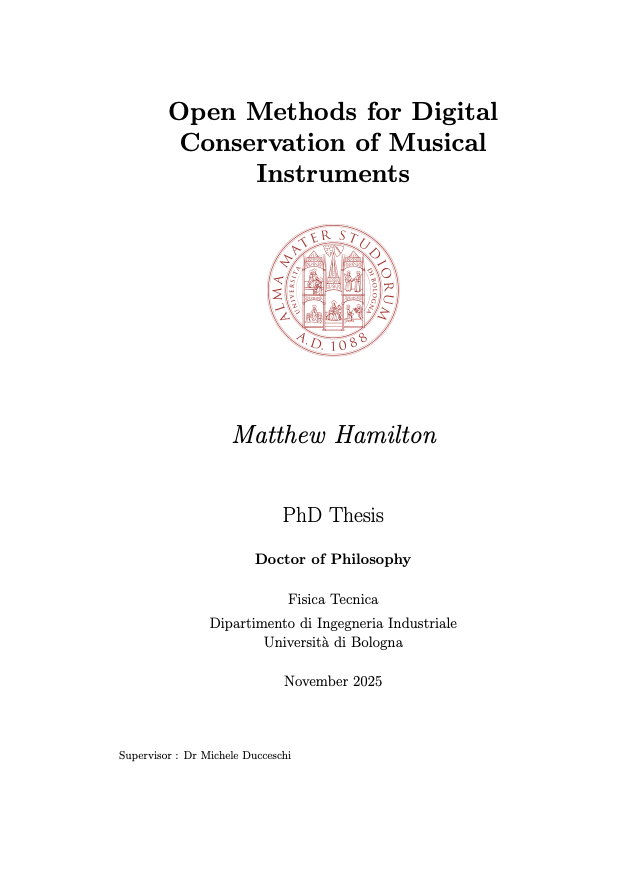 Open Methods for Digital
Conservation of Musical
Instruments
ALMA MATER STUDIORUM
UNIVERSITÀ DI BOLOGNA
A.D. 1088
Matthew Hamilton
PhD Thesis
Doctor of Philosophy
Fisica Tecnica
Dipartimento di Ingegneria Industriale
Università di Bologna
November 2025
Supervisor : Dr Michele Ducceschi